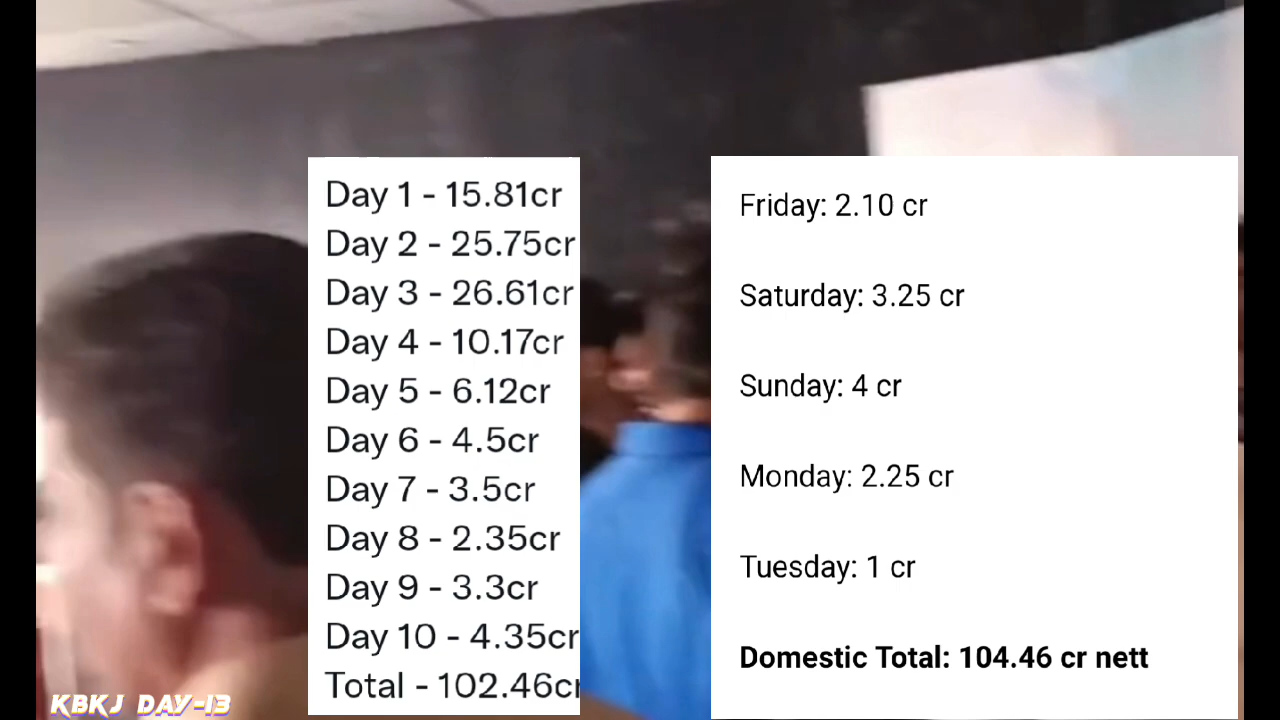 Day 1 - 15.81cr
Day 2 - 25.75cr
Day 3 - 26.61cr
Day 4 - 10.17cr
Day 5 - 6.12cr
Day 6 - 4.5cr
Day 7 - 3.5cr
Day 8 - 2.35cr
Day 9 - 3.3cr
Day 10 - 4.35cr
Total - 102.46cr
Friday: 2.10 cr
Saturday: 3.25 cr
Sunday: 4 cr
Monday: 2.25 cr
Tuesday: 1 cr
Domestic Total: 104.46 cr nett
KBKJ DAY-13